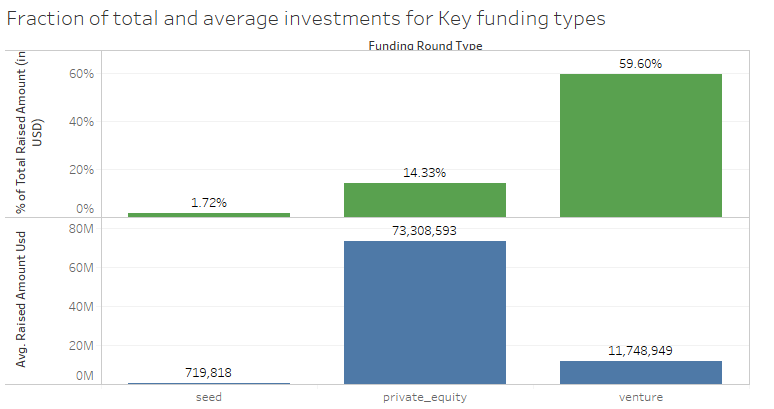 Fraction of total and average investments for Key funding types
Funding Round Type
% of Total Raised Amount (in
USD)
60%
40%
20%
0%
1.72%
14.33%
59.60%
Avg. Raised Amount Usd
80M
60M
40M
20M
0M
719,818
73,308,593
11,748,949
seed
private_equity
venture